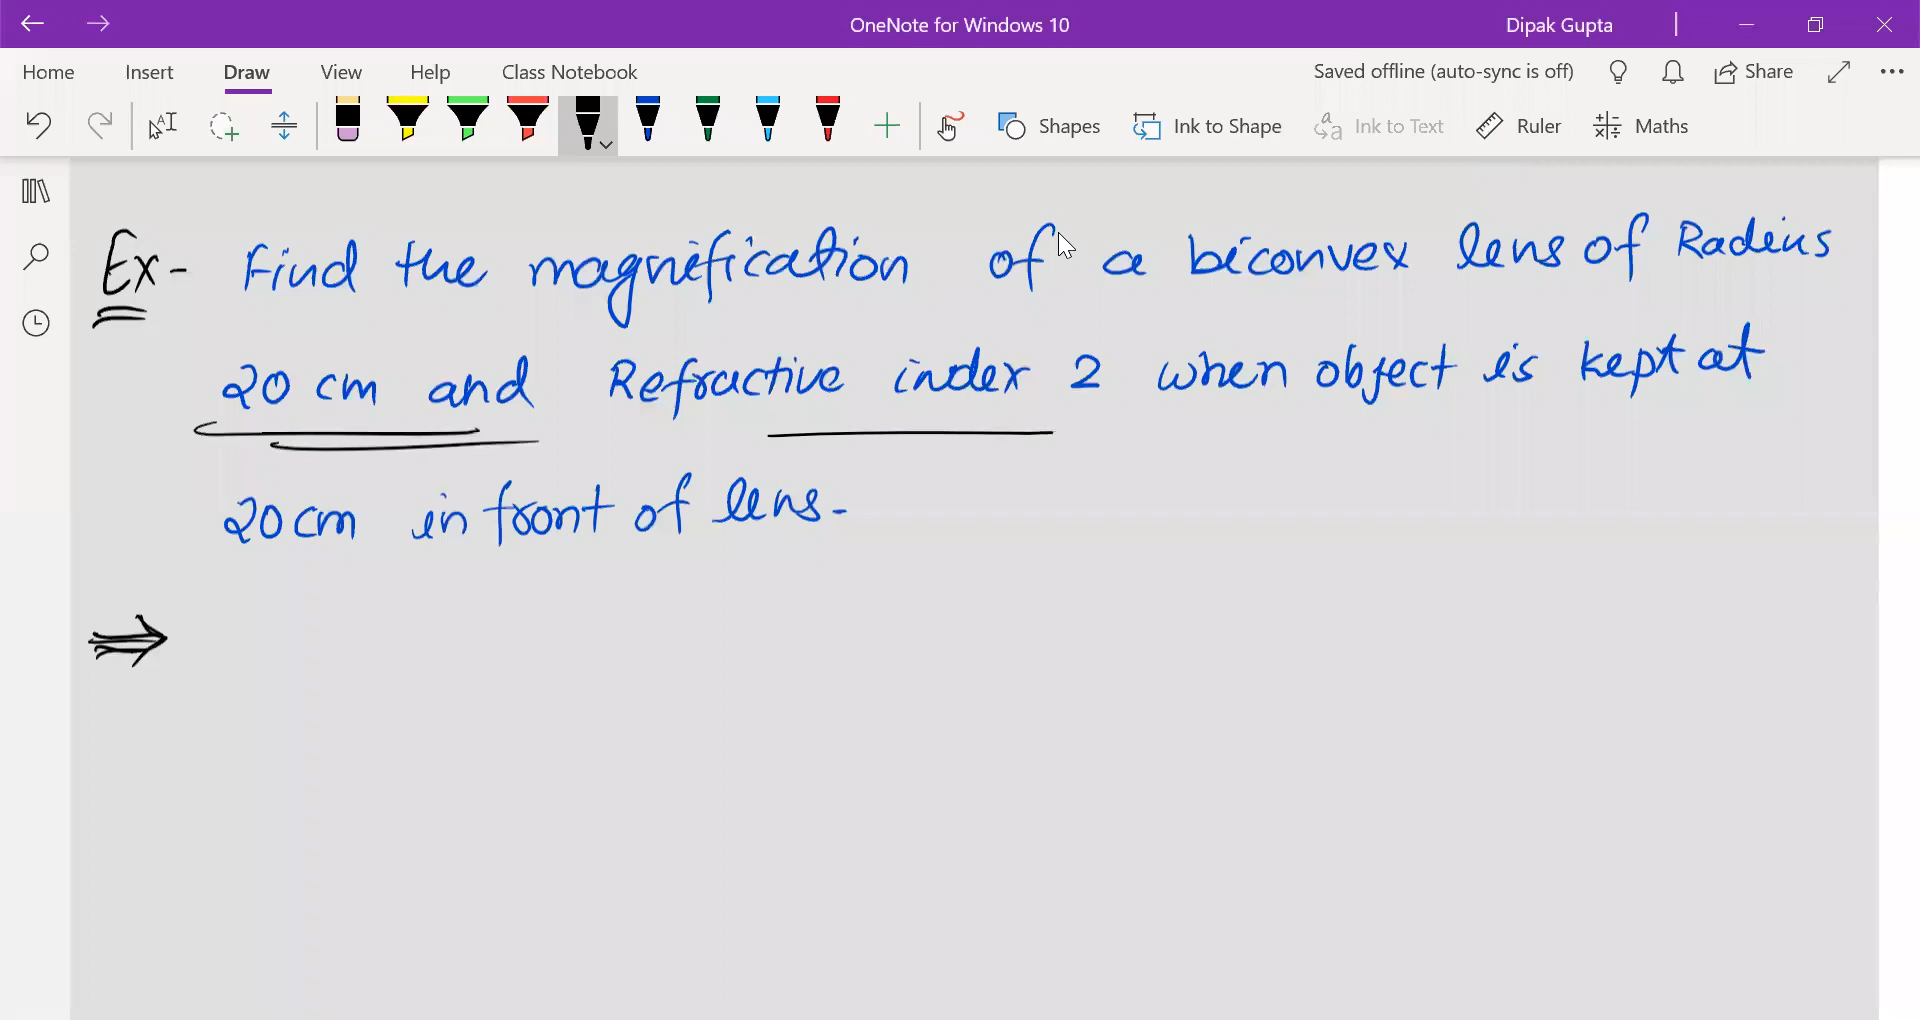 OneNote for Windows 10
Dipak Gupta
Home Insert Draw View Help Class Notebook
Saved offline (auto-sync is off) Share
Shapes Ink to Shape Ink to Text Ruler Maths
Ex- Find the magnification of a biconvex lens of Radius
20 cm and Refractive index 2 when object is kept at
20cm in front of lens.